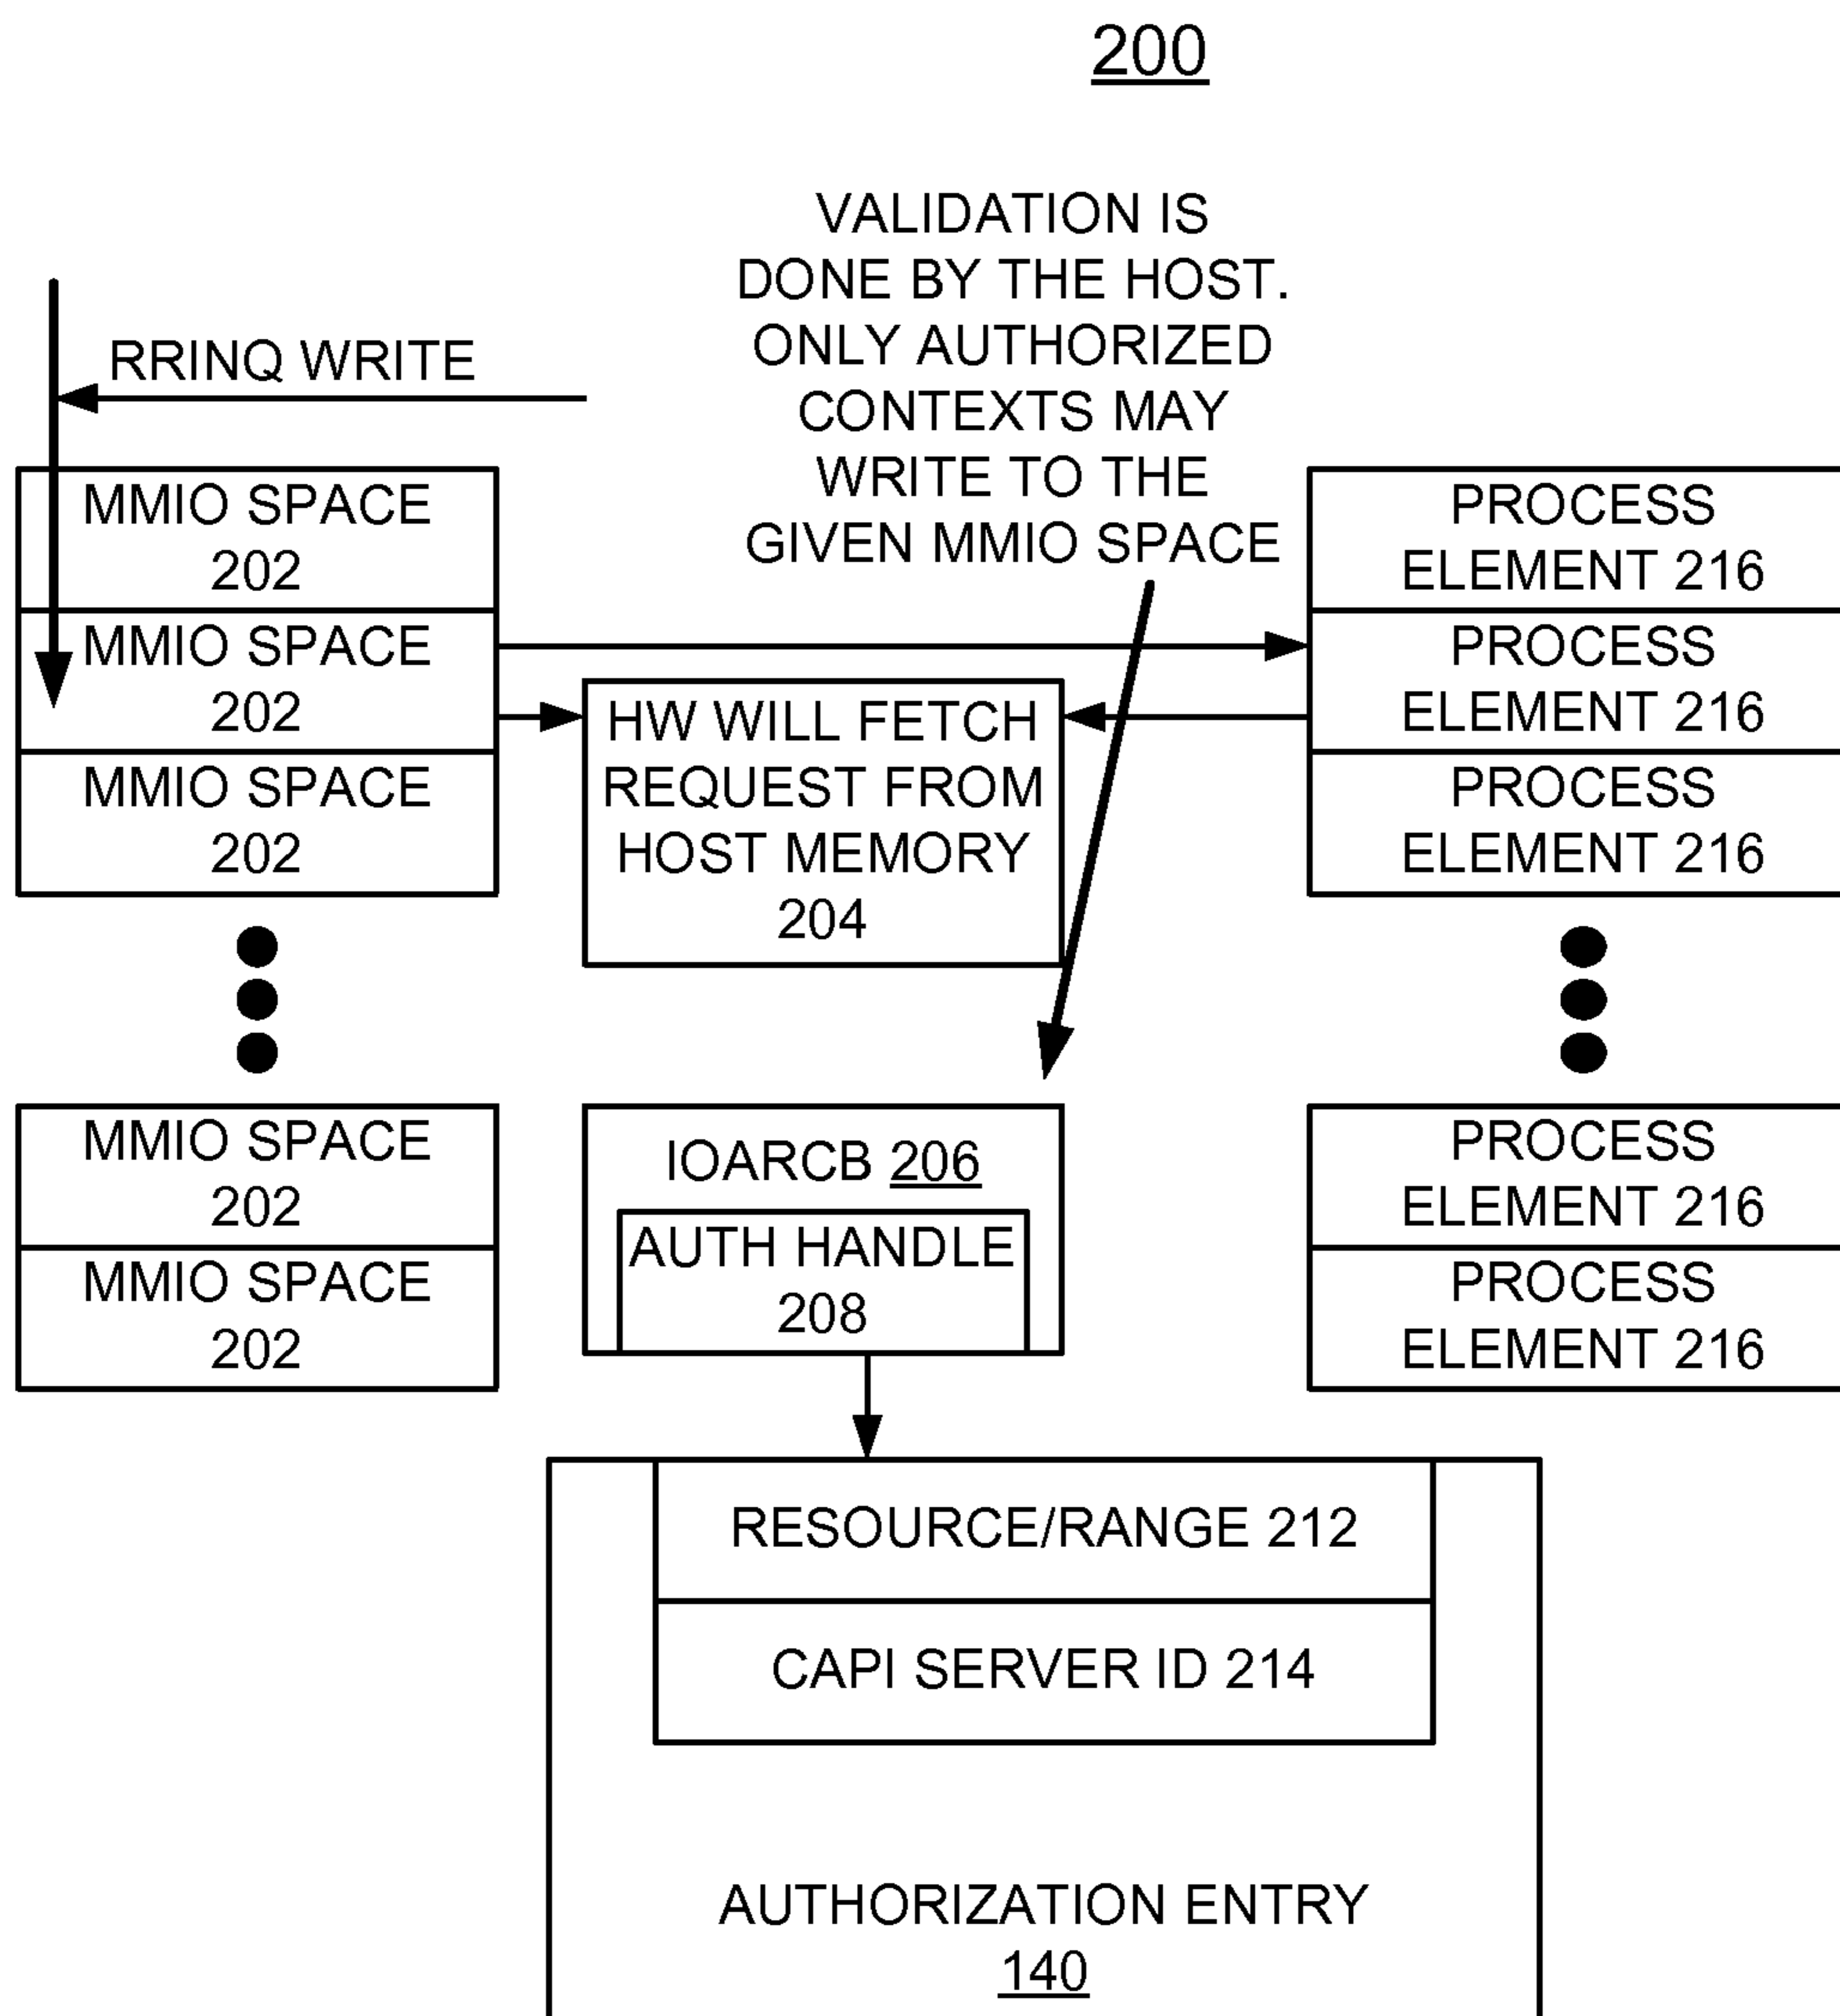 200
VALIDATION IS
DONE BY THE HOST.
ONLY AUTHORIZED
CONTEXTS MAY
WRITE TO THE
GIVEN MMIO SPACE
RRINQ WRITE
MMIO SPACE
202
MMIO SPACE
202
MMIO SPACE
202
HW WILL FETCH
REQUEST FROM
HOST MEMORY
204
PROCESS
ELEMENT 216
PROCESS
ELEMENT 216
PROCESS
ELEMENT 216
MMIO SPACE
202
MMIO SPACE
202
IOARCB 206
AUTH HANDLE
208
PROCESS
ELEMENT 216
PROCESS
ELEMENT 216
RESOURCE/RANGE 212
CAPI SERVER ID 214
AUTHORIZATION ENTRY
140